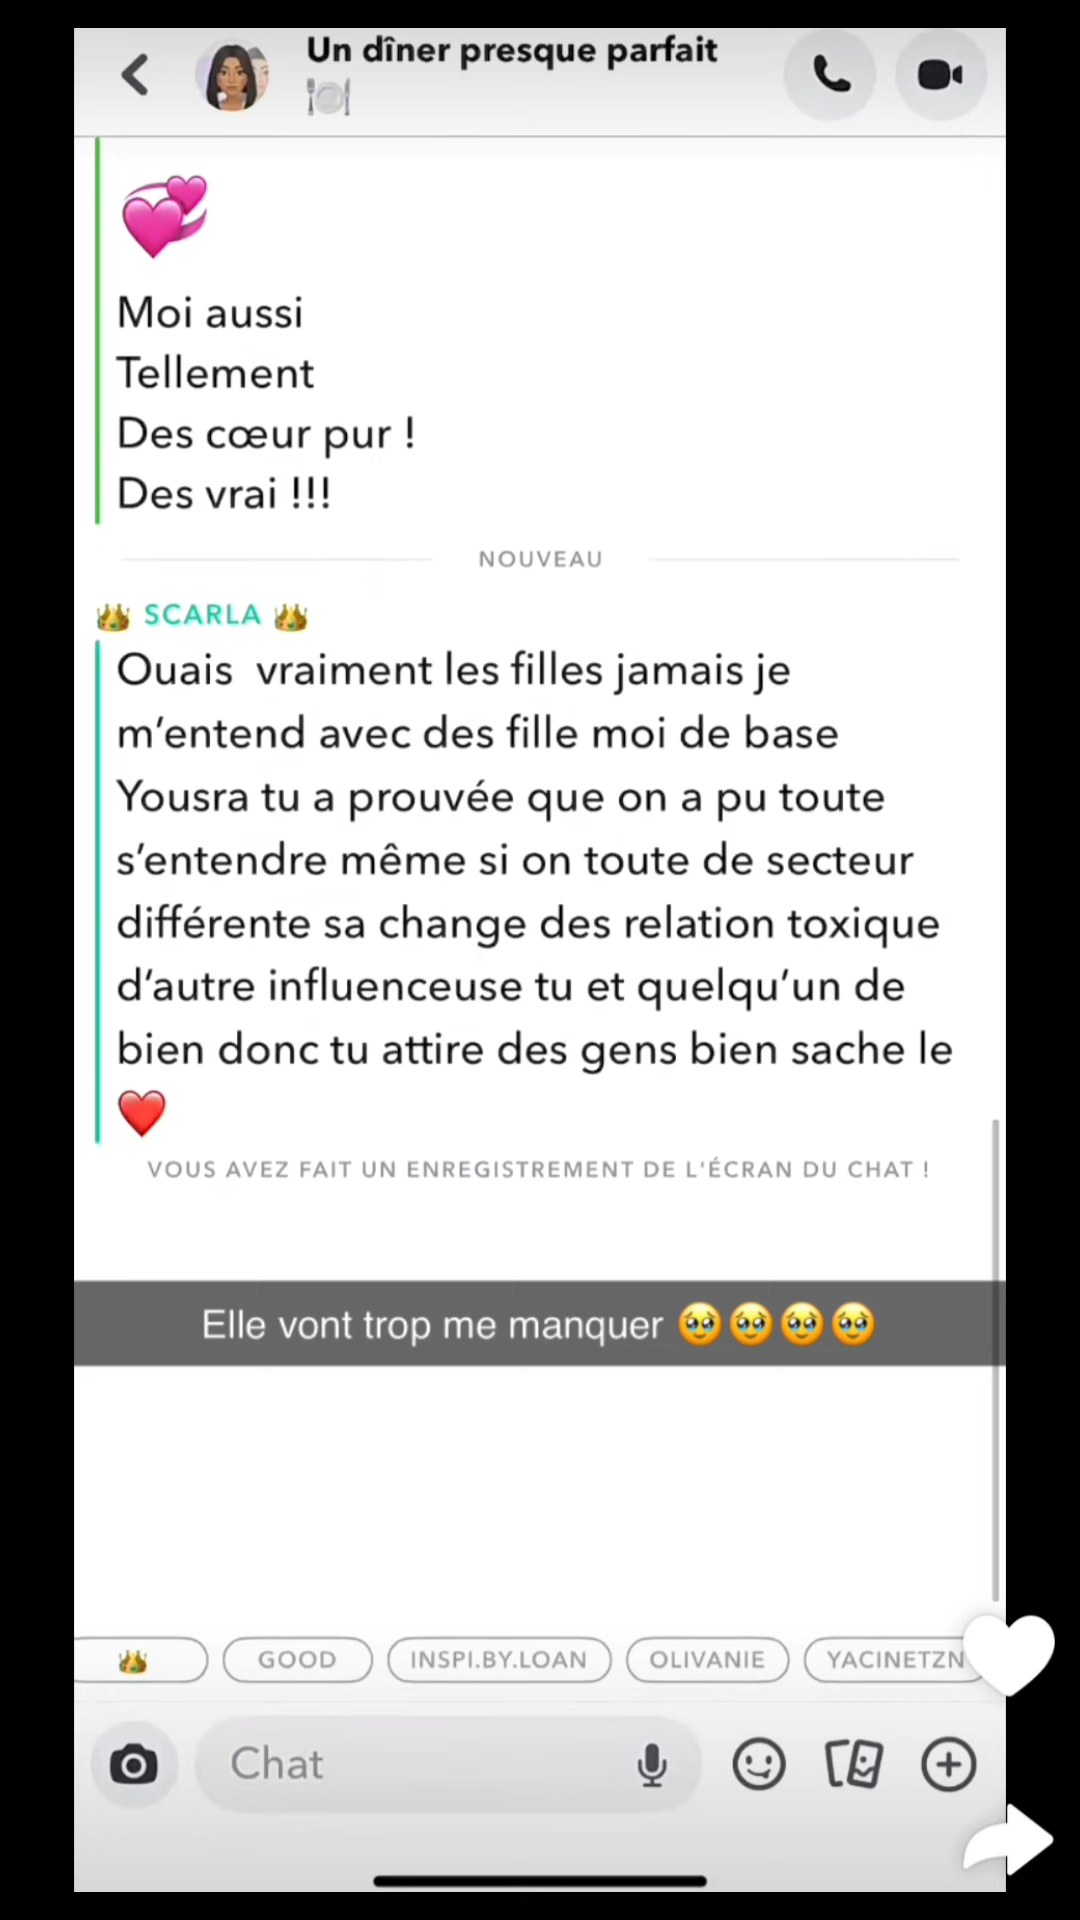 Un dîner presque parfait
🍽️
💞
Moi aussi
Tellement
Des cœur pur !
Des vrai !!!
NOUVEAU
👑 SCARLA 👑
Ouais  vraiment les filles jamais je
m’entend avec des fille moi de base
Yousra tu a prouvée que on a pu toute
s’entendre même si on toute de secteur
différente sa change des relation toxique
d’autre influenceuse tu et quelqu’un de
bien donc tu attire des gens bien sache le
❤️
VOUS AVEZ FAIT UN ENREGISTREMENT DE L'ÉCRAN DU CHAT !
Elle vont trop me manquer 🥹🥹🥹🥹
👑 GOOD INSPI.BY.LOAN OLIVANIE YACINETZN
Chat